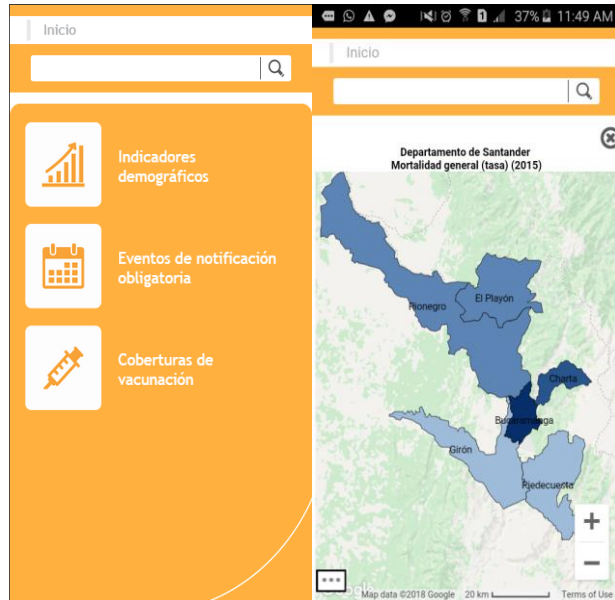 Inicio
Indicadores
demográficos
Eventos de notificación
obligatoria
Coberturas de
vacunación
1 37% 11:49 AM
Inicio
Departamento de Santander
Mortalidad general (tasa) (2015)
El Playón
Rionegro
Charta
Bucaramanga
Girón
Piedecuesta
Google
Map data ©2018 Google 20 km Terms of Use